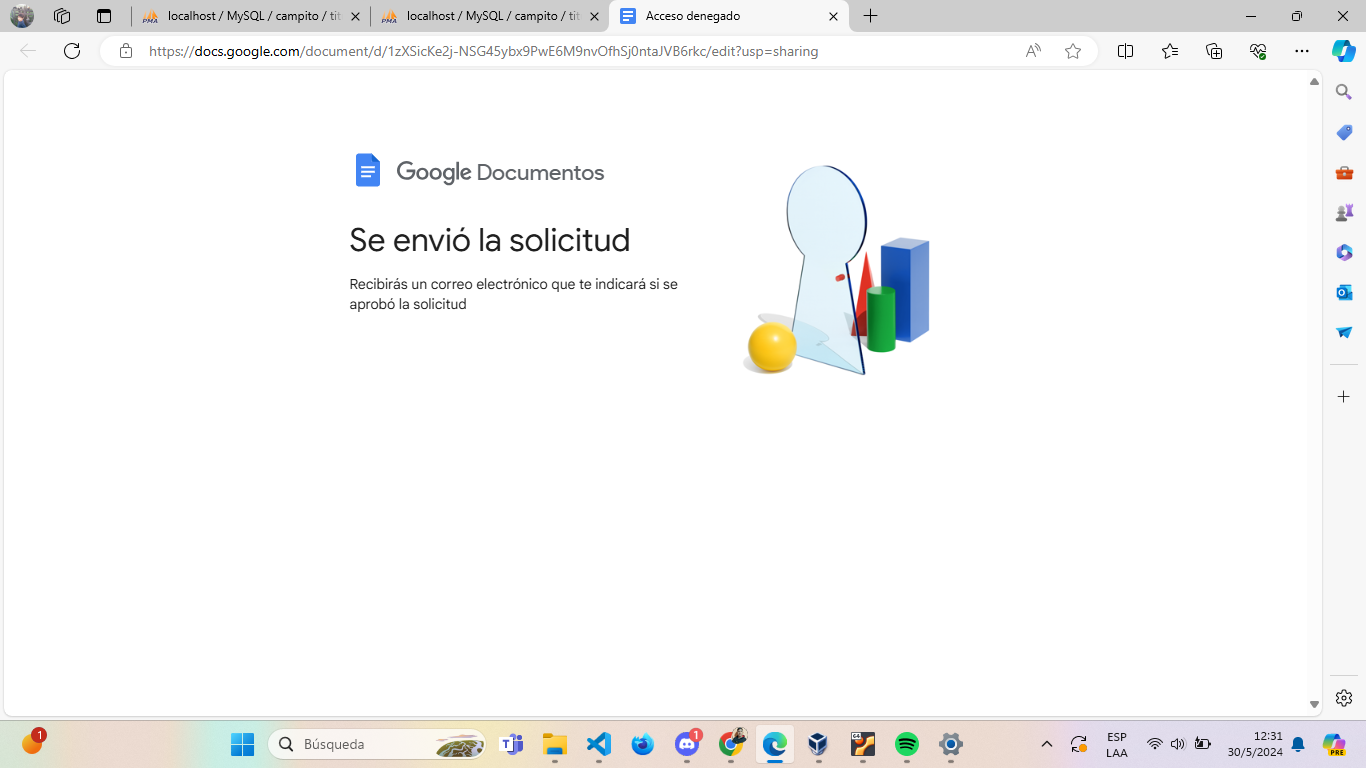 localhost / MySQL / campito / tit
localhost / MySQL / campito / tit
Acceso denegado
https://docs.google.com/document/d/1zXSicKe2j-NSG45ybx9PwE6M9nvOfhSj0ntaJVB6rkc/edit?usp=sharing
Google Documentos
Se envió la solicitud
Recibirás un correo electrónico que te indicará si se
aprobó la solicitud
1
Búsqueda
1
ESP
LAA
12:31
30/5/2024
PRE